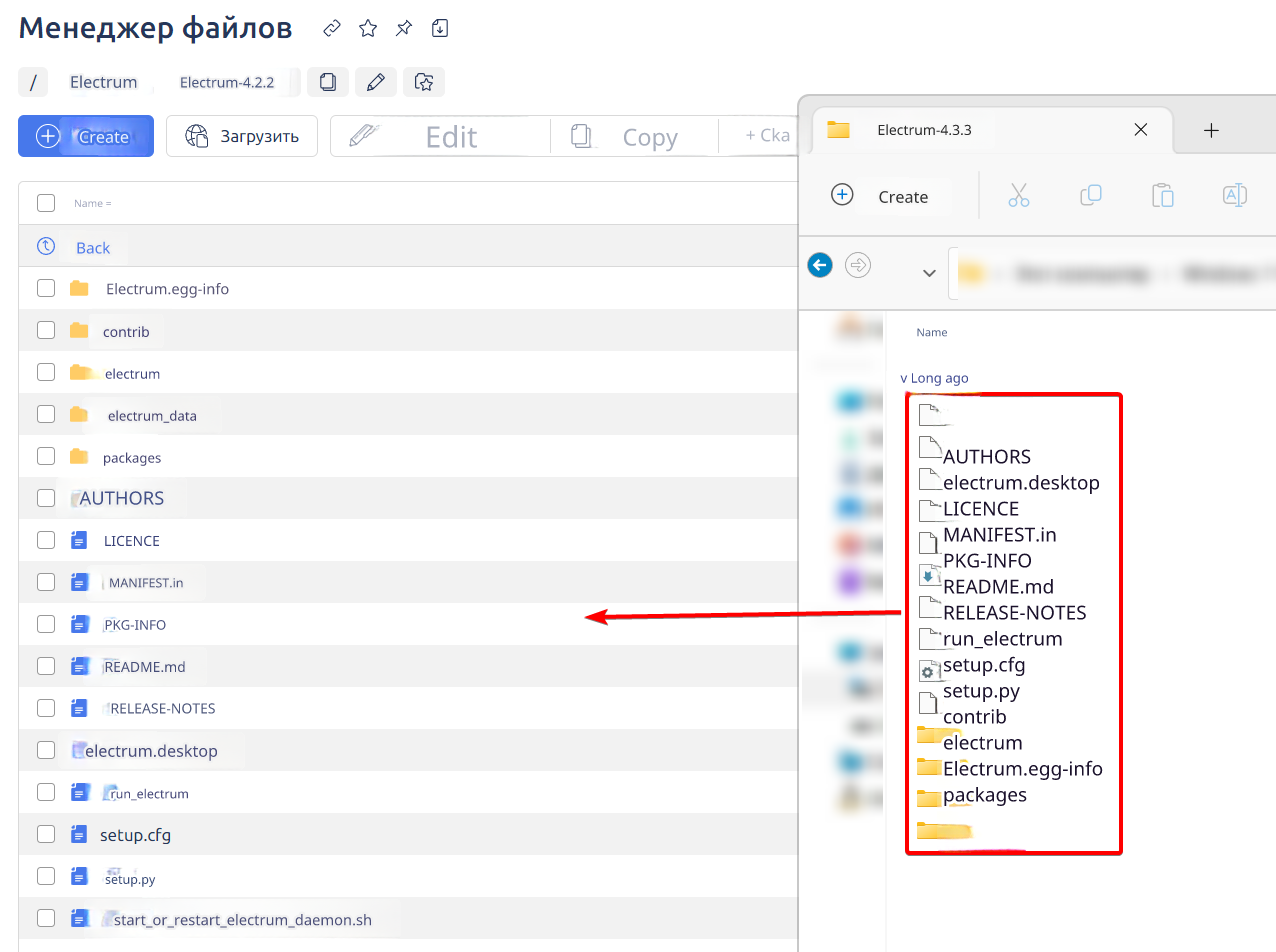 Менеджер файлов
/ Electrum Electrum-4.2.2
Create Загрузить Edit Copy + Ска
Name =
Back
Electrum.egg-info
contrib
electrum
electrum_data
packages
AUTHORS
LICENCE
MANIFEST.in
PKG-INFO
README.md
RELEASE-NOTES
electrum.desktop
run_electrum
setup.cfg
setup.py
start_or_restart_electrum_daemon.sh
Electrum-4.3.3
Create
Name
v Long ago
AUTHORS
electrum.desktop
LICENCE
MANIFEST.in
PKG-INFO
README.md
RELEASE-NOTES
run_electrum
setup.cfg
setup.py
contrib
electrum
Electrum.egg-info
packages